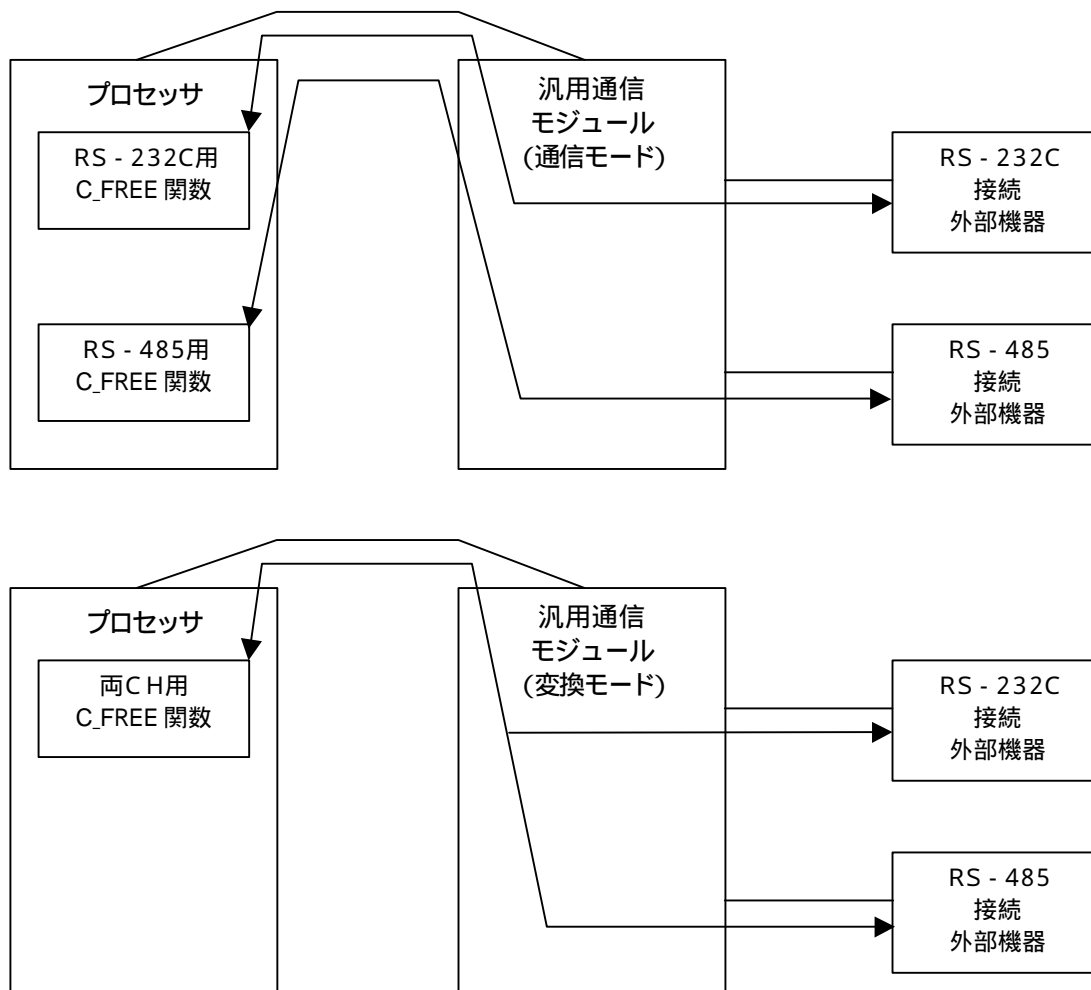 プロセッサ
RS - 232C用
C_FREE 関数
RS - 485用
C_FREE 関数
汎用通信
モジュール
(通信モード)
RS - 232C
接続
外部機器
RS - 485
接続
外部機器
プロセッサ
両CH用
C_FREE 関数
汎用通信
モジュール
(変換モード)
RS - 232C
接続
外部機器
RS - 485
接続
外部機器